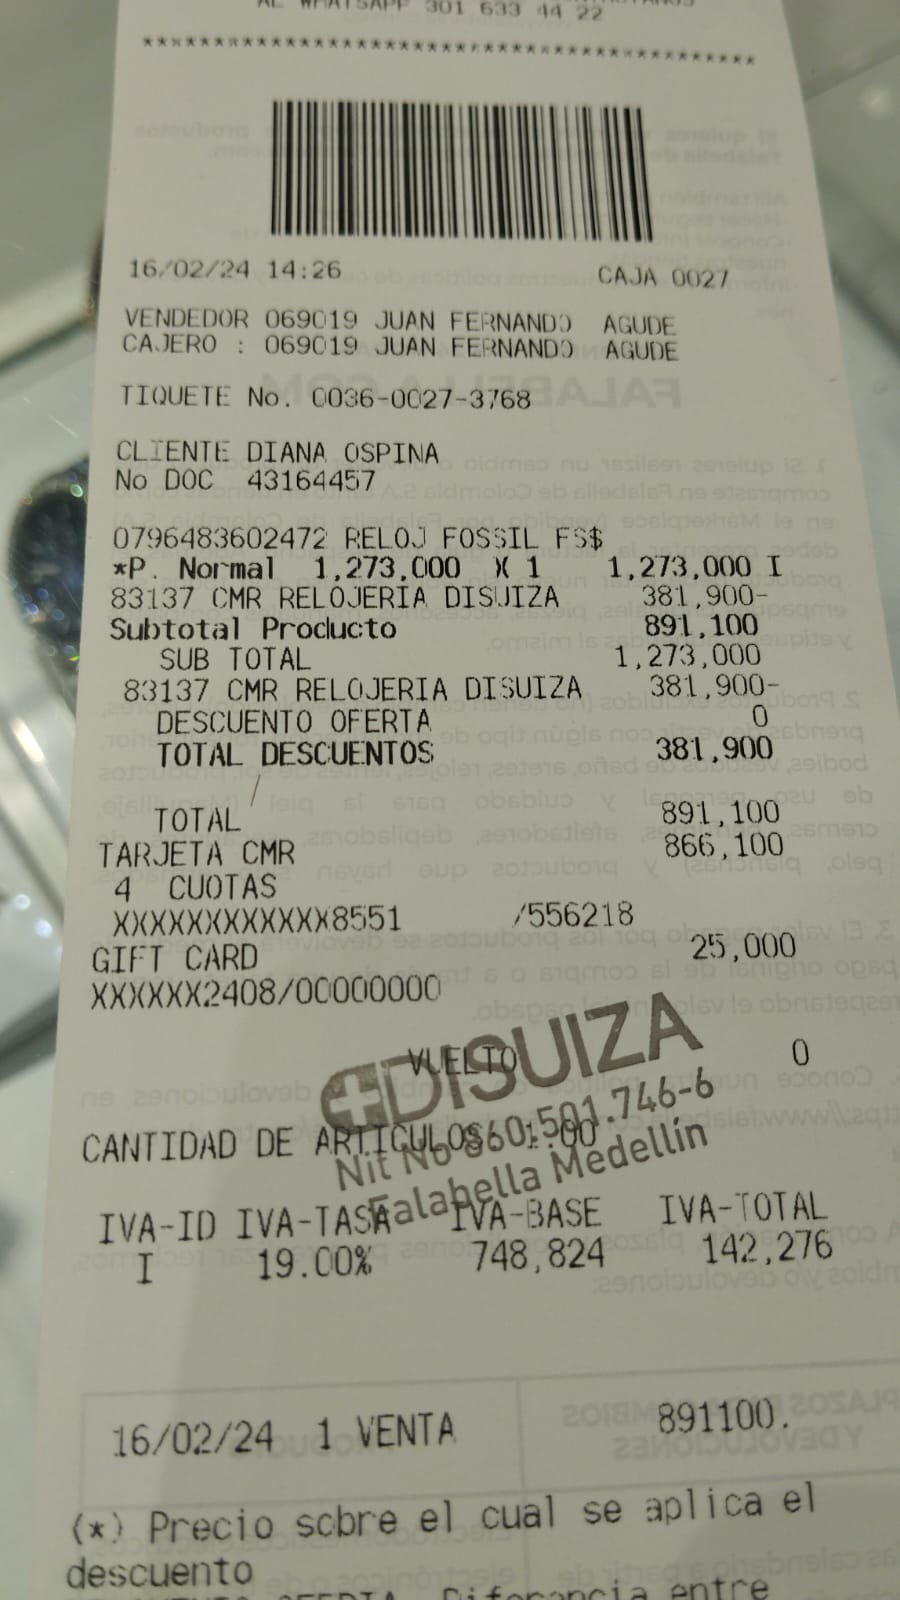 AL WHATSAPP 301 633 44 22
****************************************************
16/02/24 14:26 CAJA 0027
VENDEDOR 069019 JUAN FERNANDO AGUDE
CAJERO : 069019 JUAN FERNANDO AGUDE
TIQUETE No. 0036-0027-3768
CLIENTE DIANA OSPINA
No DOC 43164457
0796483602472 RELOJ FOSSIL FS$
*P. Normal 1,273,000 X 1 1,273,000 I
83137 CMR RELOJERIA DISUIZA 381,900-
Subtotal Producto 891,100
SUB TOTAL 1,273,000
83137 CMR RELOJERIA DISUIZA 381,900-
DESCUENTO OFERTA 0
TOTAL DESCUENTOS 381,900
TOTAL 891,100
TARJETA CMR 866,100
4 CUOTAS
XXXXXXXXXXXX8551 /556218
GIFT CARD 25,000
XXXXXX2408/00000000
VUELTO 0
DISUIZA
Nit No 860.501.746-6
Falabella Medellín
CANTIDAD DE ARTICULOS 1.00
IVA-ID IVA-TASA IVA-BASE IVA-TOTAL
I 19.00% 748,824 142,276
16/02/24 1 VENTA 891100.
(*) Precio sobre el cual se aplica el
descuento
OFERTA. Diferencia entre